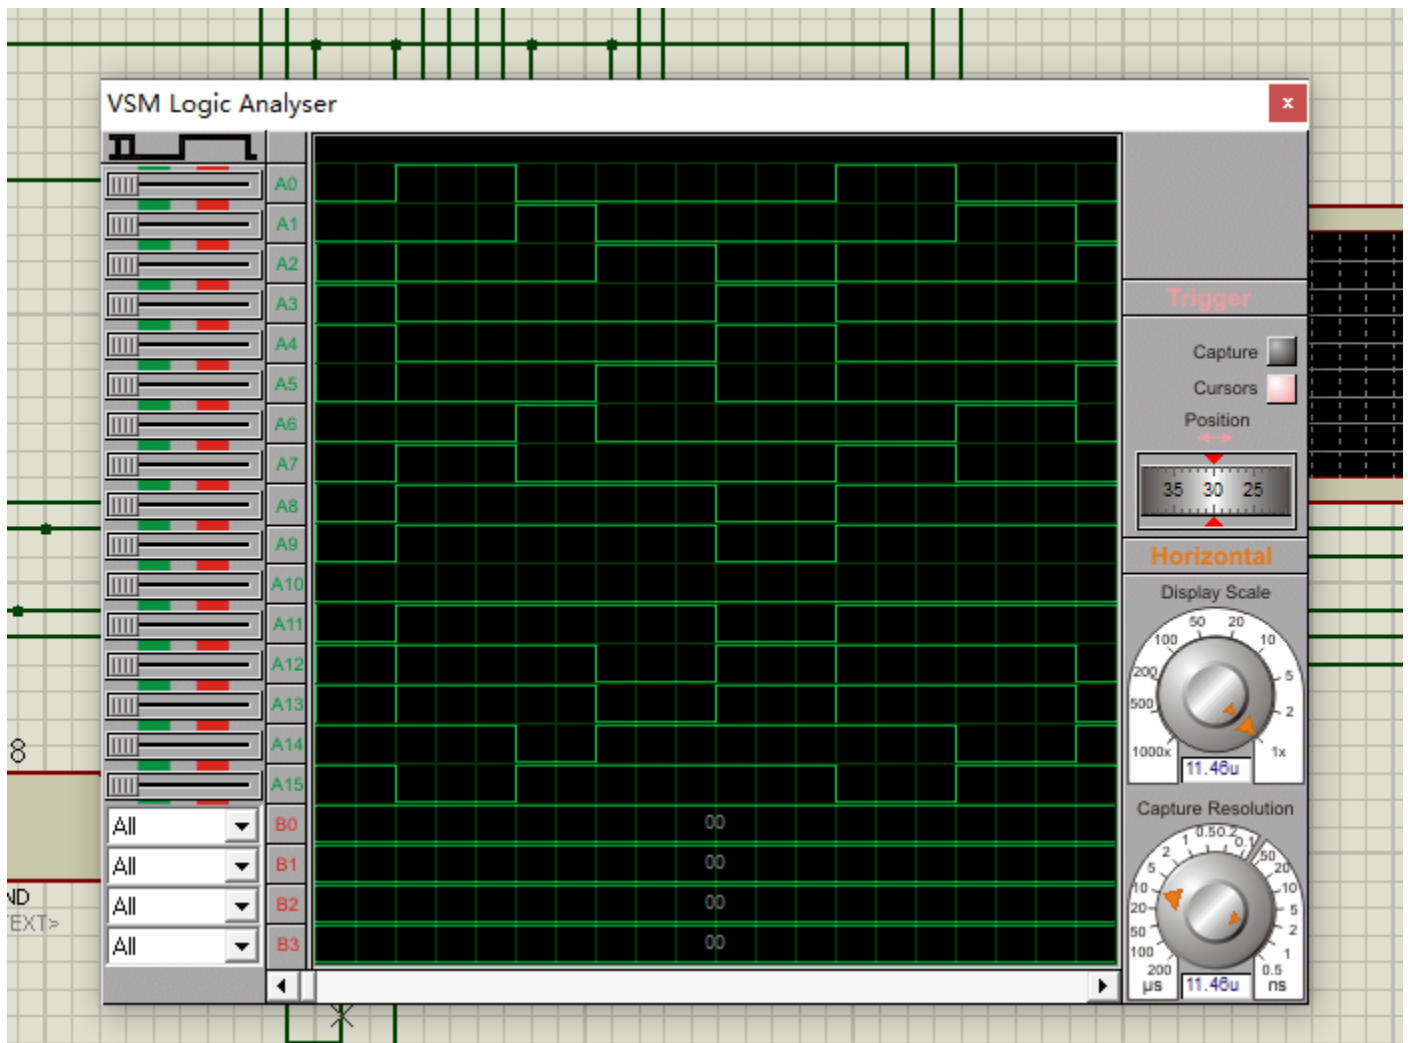 VSM Logic Analyser
x
A0
A1
A2
A3
A4
A5
A6
A7
A8
A9
A10
A11
A12
A13
A14
A15
All B0 00
All B1 00
All B2 00
All B3 00
Trigger
Capture
Cursors
Position
35 30 25
Horizontal
Display Scale
1000x 500 200 100 50 20 10 5 2 1x
11.46u
Capture Resolution
200 100 50 20 10 5 2 1 0.5 0.2 0.1 50 20 10 5 2 1 0.5
µs 11.46u ns
8
ND
TEXT>